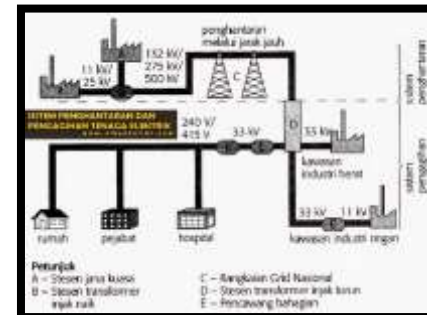 penghantaran
melalui jarak jauh
132 kV/
275 kV/
500 kV
11 kV/
25 kV
A
C
sistem
penghantaran
SISTEM PENGHANTARAN DAN
PENGAGIHAN TENAGA ELEKTRIK
240 V/
415 V
33 kV
D
33 kV
kawasan
industri berat
sistem
pengagihan
33 kV
11 kV
rumah
pejabat
hospital
kawasan industri ringan
Petunjuk
A – Stesen jana kuasa
B – Stesen transformer
injak naik
C – Rangkaian Grid Nasional
D – Stesen transformer injak turun
E – Pencawang bahagian